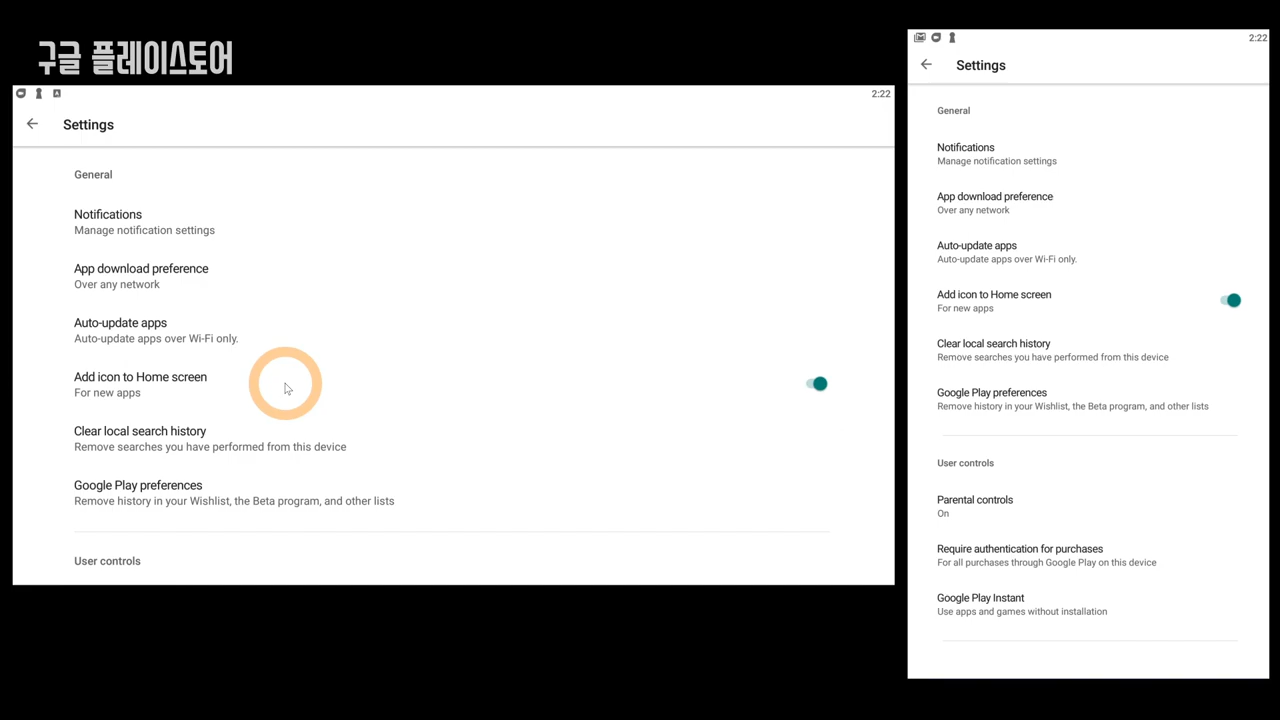 구글 플레이스토어
2:22
Settings
General
Notifications
Manage notification settings
App download preference
Over any network
Auto-update apps
Auto-update apps over Wi-Fi only.
Add icon to Home screen
For new apps
Clear local search history
Remove searches you have performed from this device
Google Play preferences
Remove history in your Wishlist, the Beta program, and other lists
User controls
2:22
Settings
General
Notifications
Manage notification settings
App download preference
Over any network
Auto-update apps
Auto-update apps over Wi-Fi only.
Add icon to Home screen
For new apps
Clear local search history
Remove searches you have performed from this device
Google Play preferences
Remove history in your Wishlist, the Beta program, and other lists
User controls
Parental controls
On
Require authentication for purchases
For all purchases through Google Play on this device
Google Play Instant
Use apps and games without installation